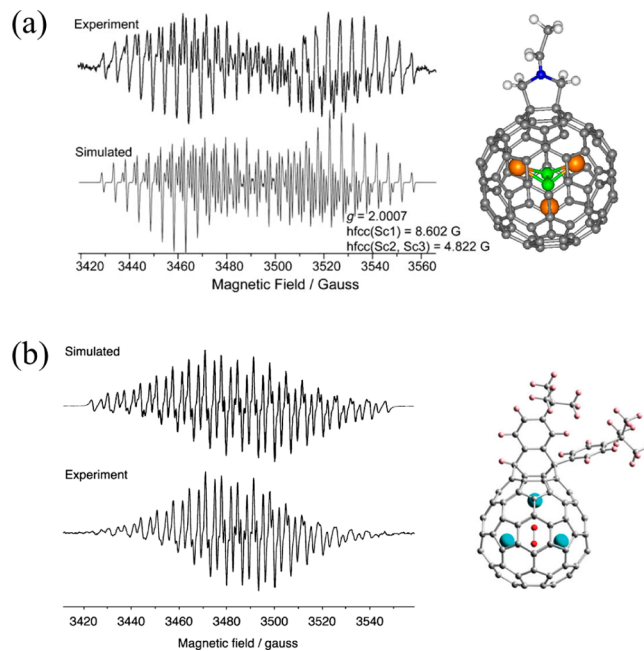 (a)
Experiment
Simulated
g = 2.0007
hfcc(Sc1) = 8.602 G
hfcc(Sc2, Sc3) = 4.822 G
3420 3440 3460 3480 3500 3520 3540 3560
Magnetic Field / Gauss
(b)
Simulated
Experiment
3420 3440 3460 3480 3500 3520 3540
Magnetic field / gauss